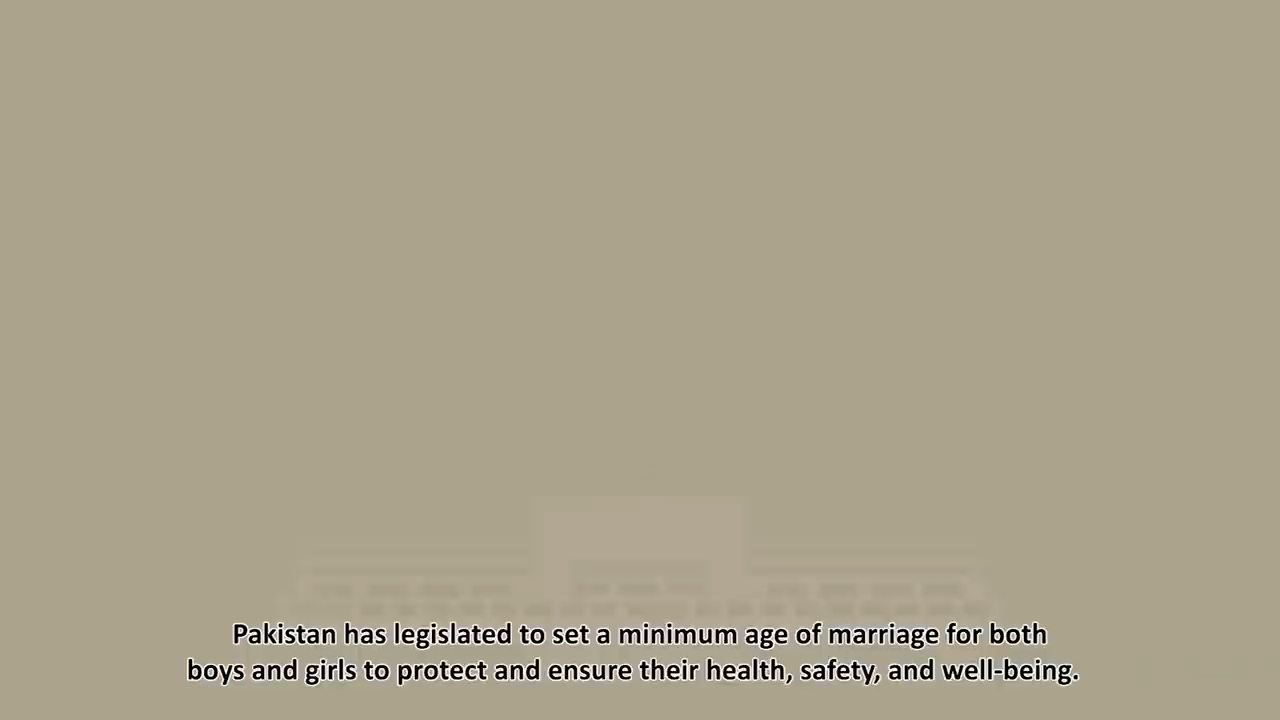 Pakistan has legislated to set a minimum age of marriage for both
boys and girls to protect and ensure their health, safety, and well-being.